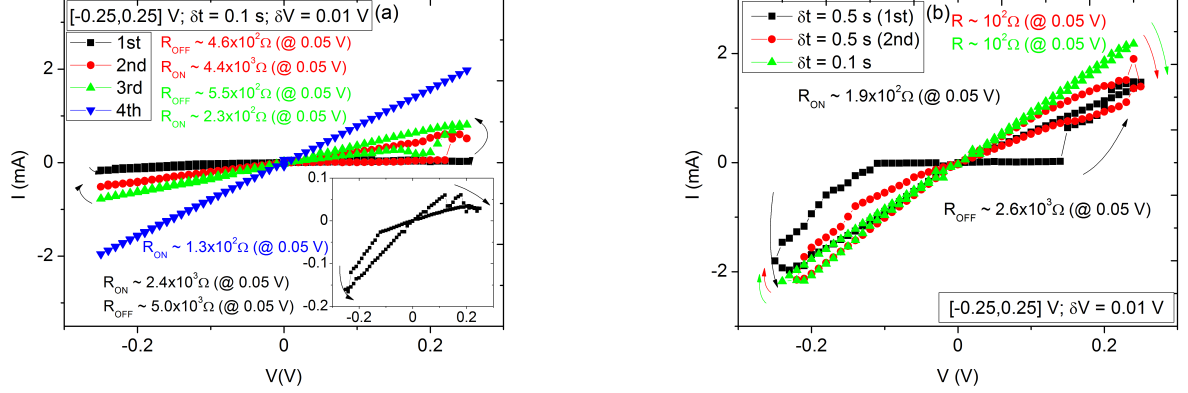 [-0.25,0.25] V; δt = 0.1 s; δV = 0.01 V
(a)
1st
2nd
3rd
4th
R_OFF ~ 4.6x10²Ω (@ 0.05 V)
R_ON ~ 4.4x10³Ω (@ 0.05 V)
R_OFF ~ 5.5x10²Ω (@ 0.05 V)
R_ON ~ 2.3x10²Ω (@ 0.05 V)
R_ON ~ 1.3x10²Ω (@ 0.05 V)
R_ON ~ 2.4x10³Ω (@ 0.05 V)
R_OFF ~ 5.0x10³Ω (@ 0.05 V)
I (mA)
2
0
-2
-0.2
0
0.2
V(V)
0.1
0
-0.1
-0.2
-0.2
0
0.2
(b)
δt = 0.5 s (1st)
δt = 0.5 s (2nd)
δt = 0.1 s
R ~ 10²Ω (@ 0.05 V)
R ~ 10²Ω (@ 0.05 V)
R_ON ~ 1.9x10²Ω (@ 0.05 V)
R_OFF ~ 2.6x10³Ω (@ 0.05 V)
[-0.25,0.25] V; δV = 0.01 V
I (mA)
2
0
-2
-0.2
0.0
0.2
V (V)